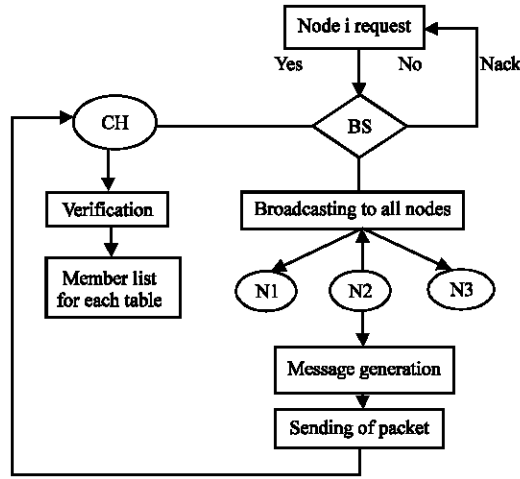 Node i request
Yes
No
Nack
CH
BS
Verification
Broadcasting to all nodes
Member list
for each table
N1
N2
N3
Message generation
Sending of packet